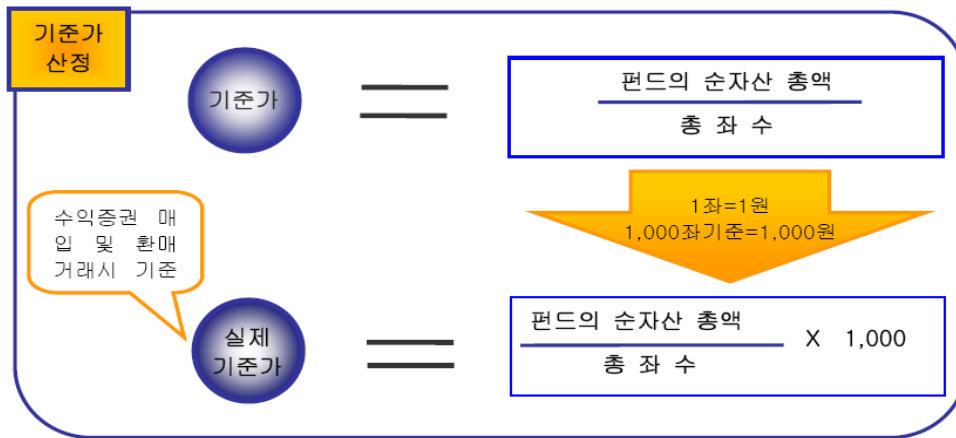 기준가
산정
기준가
펀드의 순자산 총액
총 좌 수
1좌=1원
1,000좌기준=1,000원
수익증권 매
입 및 환매
거래시 기준
실제
기준가
펀드의 순자산 총액
총 좌 수
X 1,000